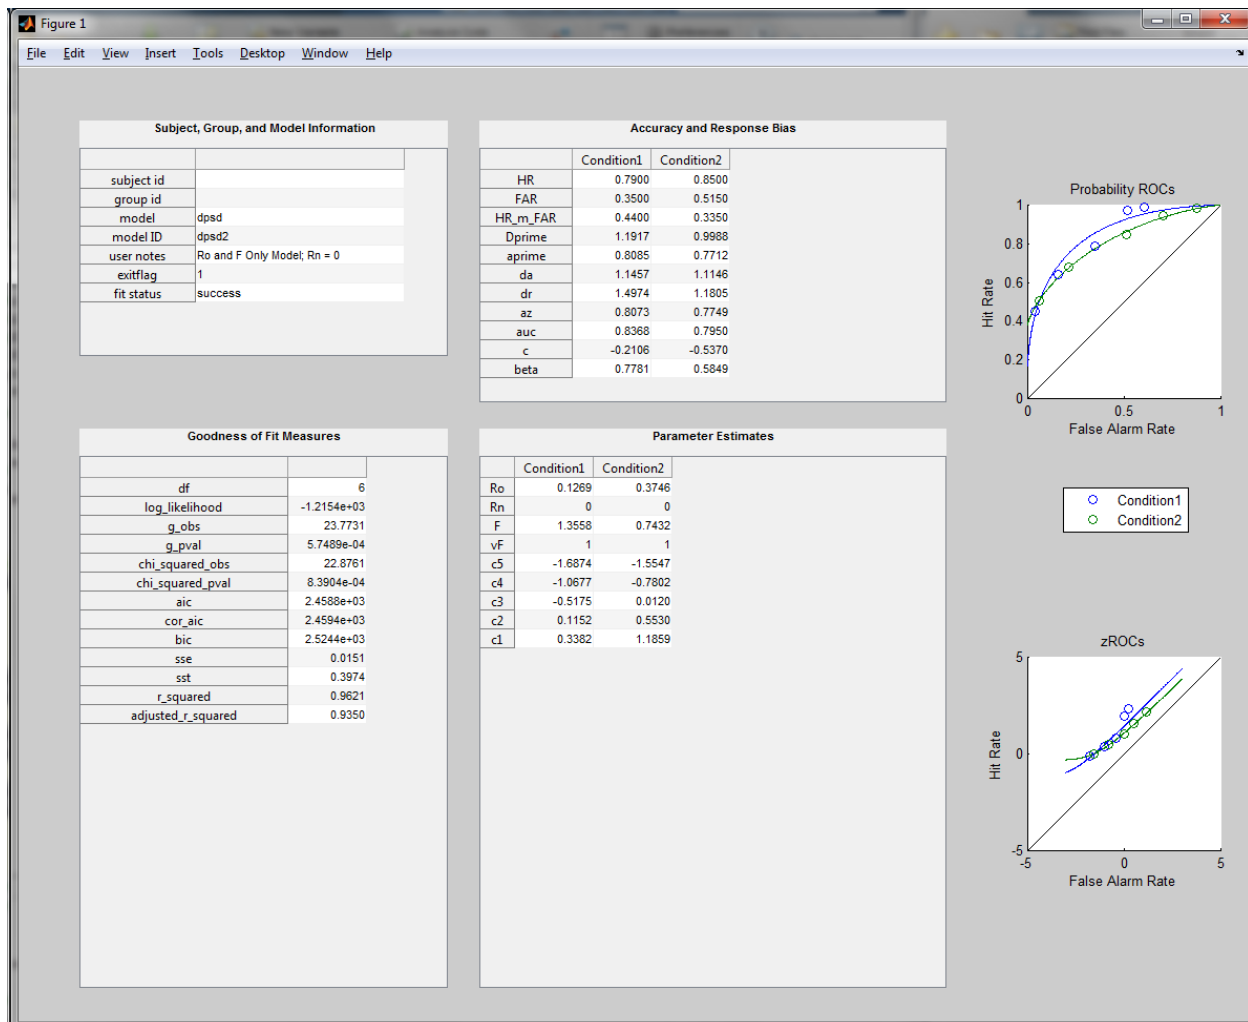 Figure 1
File Edit View Insert Tools Desktop Window Help
Subject, Group, and Model Information
subject id
group id
model dpsd
model ID dpsd2
user notes Ro and F Only Model; Rn = 0
exitflag 1
fit status success
Accuracy and Response Bias
Condition1 Condition2
HR 0.7900 0.8500
FAR 0.3500 0.5150
HR_m_FAR 0.4400 0.3350
Dprime 1.1917 0.9988
aprime 0.8085 0.7712
da 1.1457 1.1146
dr 1.4974 1.1805
az 0.8073 0.7749
auc 0.8368 0.7950
c -0.2106 -0.5370
beta 0.7781 0.5849
Goodness of Fit Measures
df 6
log_likelihood -1.2154e+03
g_obs 23.7731
g_pval 5.7489e-04
chi_squared_obs 22.8761
chi_squared_pval 8.3904e-04
aic 2.4588e+03
cor_aic 2.4594e+03
bic 2.5244e+03
sse 0.0151
sst 0.3974
r_squared 0.9621
adjusted_r_squared 0.9350
Parameter Estimates
Condition1 Condition2
Ro 0.1269 0.3746
Rn 0 0
F 1.3558 0.7432
vF 1 1
c5 -1.6874 -1.5547
c4 -1.0677 -0.7802
c3 -0.5175 0.0120
c2 0.1152 0.5530
c1 0.3382 1.1859
Probability ROCs
1
0.8
0.6
0.4
0.2
0
0 0.5 1
Hit Rate
False Alarm Rate
Condition1
Condition2
zROCs
5
0
-5
-5 0 5
Hit Rate
False Alarm Rate